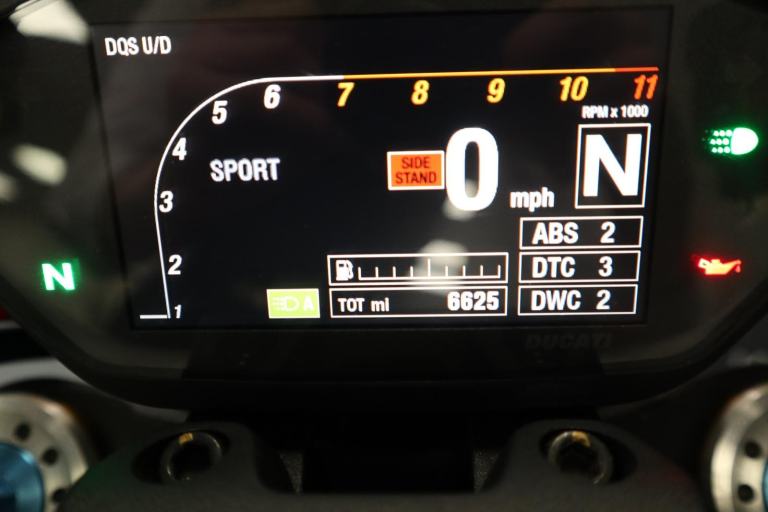 DQS U/D
1
2
3
4
5
6
7
8
9
10
11
RPM x 1000
SPORT
SIDE
STAND
0
mph
N
N
ABS 2
DTC 3
DWC 2
A
TOT mi 6625
DUCATI